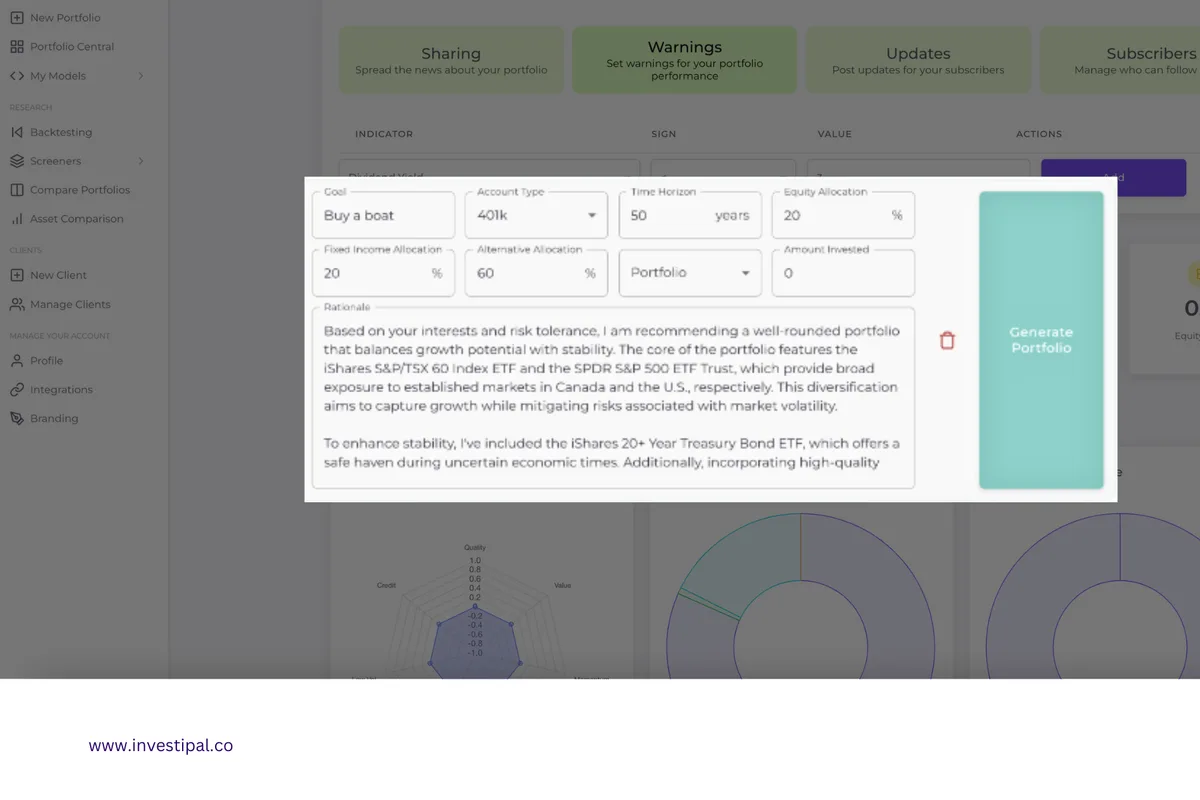 New Portfolio
Portfolio Central
My Models
RESEARCH
Backtesting
Screeners
Compare Portfolios
Asset Comparison
CLIENTS
New Client
Manage Clients
MANAGE YOUR ACCOUNT
Profile
Integrations
Branding
Sharing
Spread the news about your portfolio
Warnings
Set warnings for your portfolio
performance
Updates
Post updates for your subscribers
Subscribers
Manage who can follow
INDICATOR SIGN VALUE ACTIONS
Goal
Buy a boat
Account Type
401k
Time Horizon
50 years
Equity Allocation
20 %
Fixed Income Allocation
20 %
Alternative Allocation
60 %
Portfolio
Amount Invested
0
Rationale
Based on your interests and risk tolerance, I am recommending a well-rounded portfolio
that balances growth potential with stability. The core of the portfolio features the
iShares S&P/TSX 60 Index ETF and the SPDR S&P 500 ETF Trust, which provide broad
exposure to established markets in Canada and the U.S., respectively. This diversification
aims to capture growth while mitigating risks associated with market volatility.
To enhance stability, I've included the iShares 20+ Year Treasury Bond ETF, which offers a
safe haven during uncertain economic times. Additionally, incorporating high-quality
Generate
Portfolio
Quality
Credit
Value
1.0
0.8
0.6
0.4
0.2
-0.2
-0.4
-0.6
-0.8
-1.0
www.investipal.co